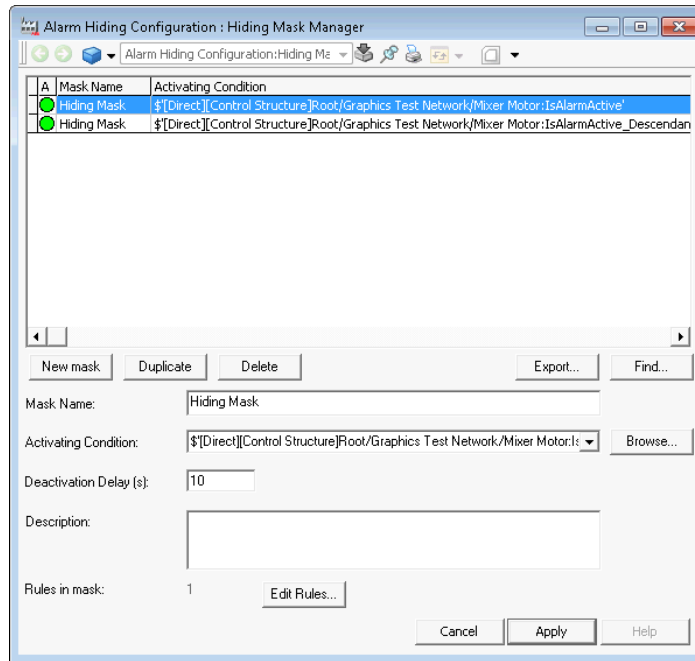 Alarm Hiding Configuration : Hiding Mask Manager
Alarm Hiding Configuration:Hiding Ma
A Mask Name Activating Condition
Hiding Mask $'[Direct][Control Structure]Root/Graphics Test Network/Mixer Motor:IsAlarmActive'
Hiding Mask $'[Direct][Control Structure]Root/Graphics Test Network/Mixer Motor:IsAlarmActive_Descendan
New mask Duplicate Delete Export... Find...
Mask Name: Hiding Mask
Activating Condition: $'[Direct][Control Structure]Root/Graphics Test Network/Mixer Motor:Is Browse...
Deactivation Delay (s): 10
Description:
Rules in mask: 1 Edit Rules...
Cancel Apply Help